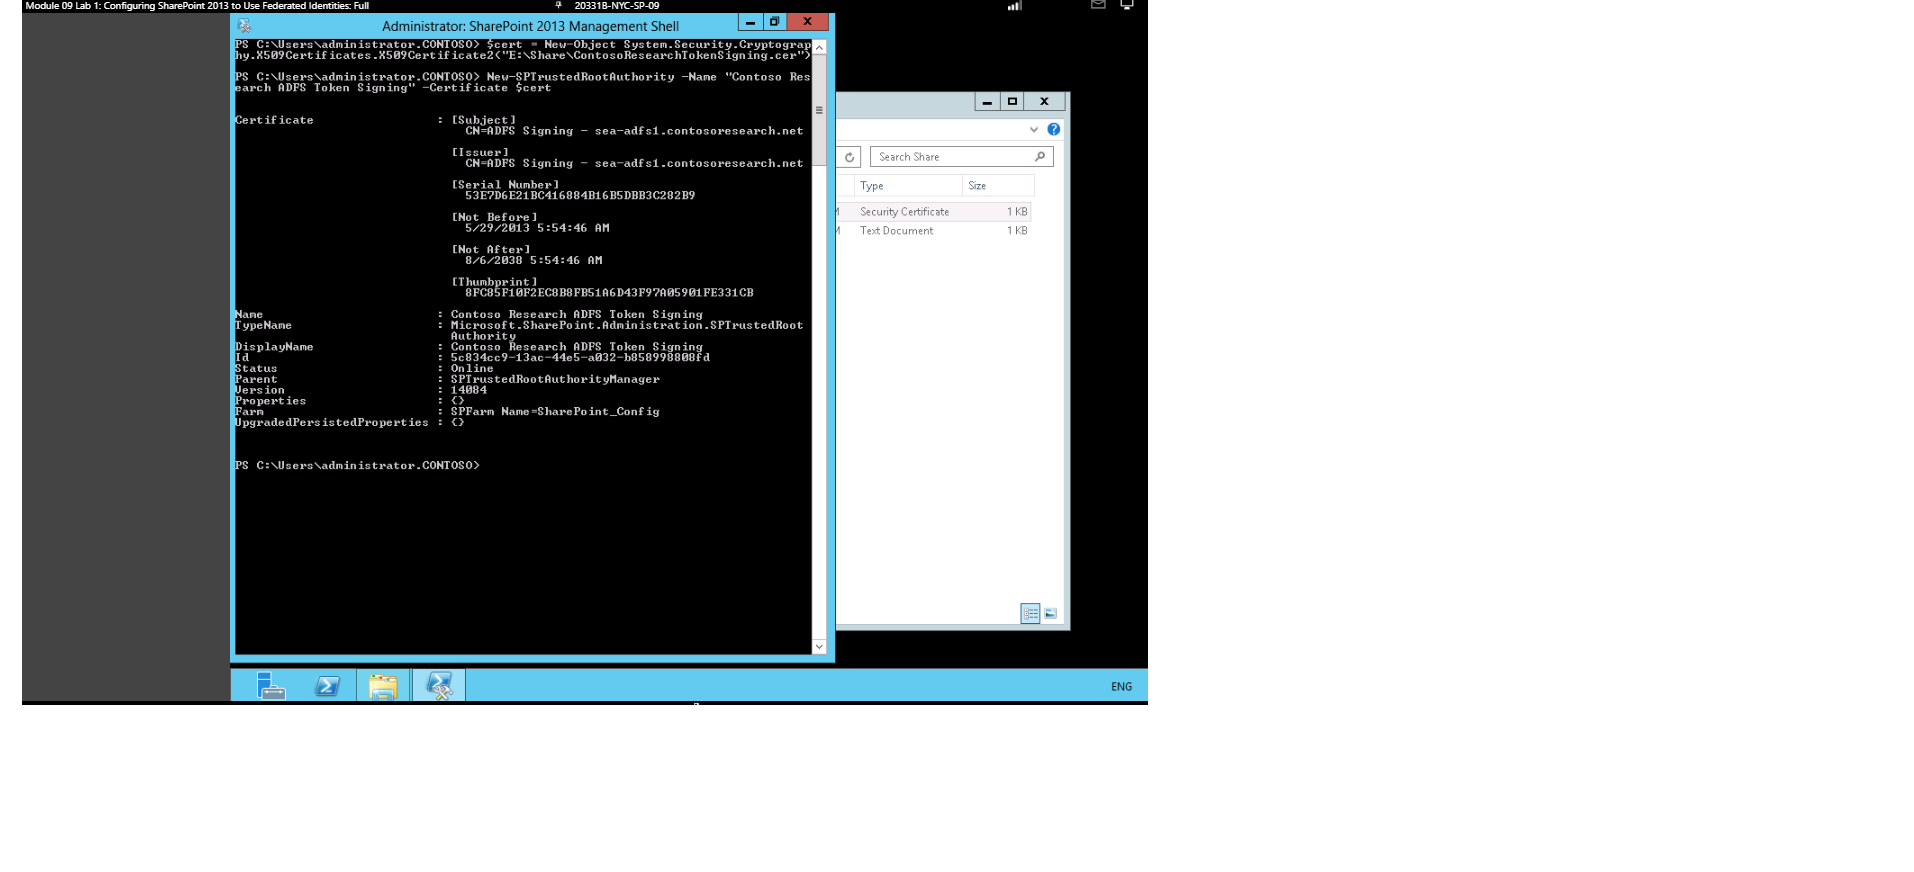 Module 09 Lab 1: Configuring SharePoint 2013 to Use Federated Identities: Full
20331B-NYC-SP-09
Administrator: SharePoint 2013 Management Shell
PS C:\Users\administrator.CONTOSO> $cert = New-Object System.Security.Cryptograp
hy.X509Certificates.X509Certificate2("E:\Share\ContosoResearchTokenSigning.cer")
PS C:\Users\administrator.CONTOSO> New-SPTrustedRootAuthority -Name "Contoso Res
earch ADFS Token Signing" -Certificate $cert
Certificate : [Subject]
CN=ADFS Signing - sea-adfs1.contosoresearch.net
[Issuer]
CN=ADFS Signing - sea-adfs1.contosoresearch.net
[Serial Number]
53E7D6E21BC416884B16B5DBB3C282B9
[Not Before]
5/29/2013 5:54:46 AM
[Not After]
8/6/2038 5:54:46 AM
[Thumbprint]
8FC85F10F2EC8B8FB51A6D43F97A05901FE331CB
Name : Contoso Research ADFS Token Signing
TypeName : Microsoft.SharePoint.Administration.SPTrustedRoot
Authority
DisplayName : Contoso Research ADFS Token Signing
Id : 5c834cc9-13ac-44e5-a032-b858998808fd
Status : Online
Parent : SPTrustedRootAuthorityManager
Version : 14084
Properties : {}
Farm : SPFarm Name=SharePoint_Config
UpgradedPersistedProperties : {}
PS C:\Users\administrator.CONTOSO>
Search Share
Type Size
Security Certificate 1 KB
Text Document 1 KB
ENG